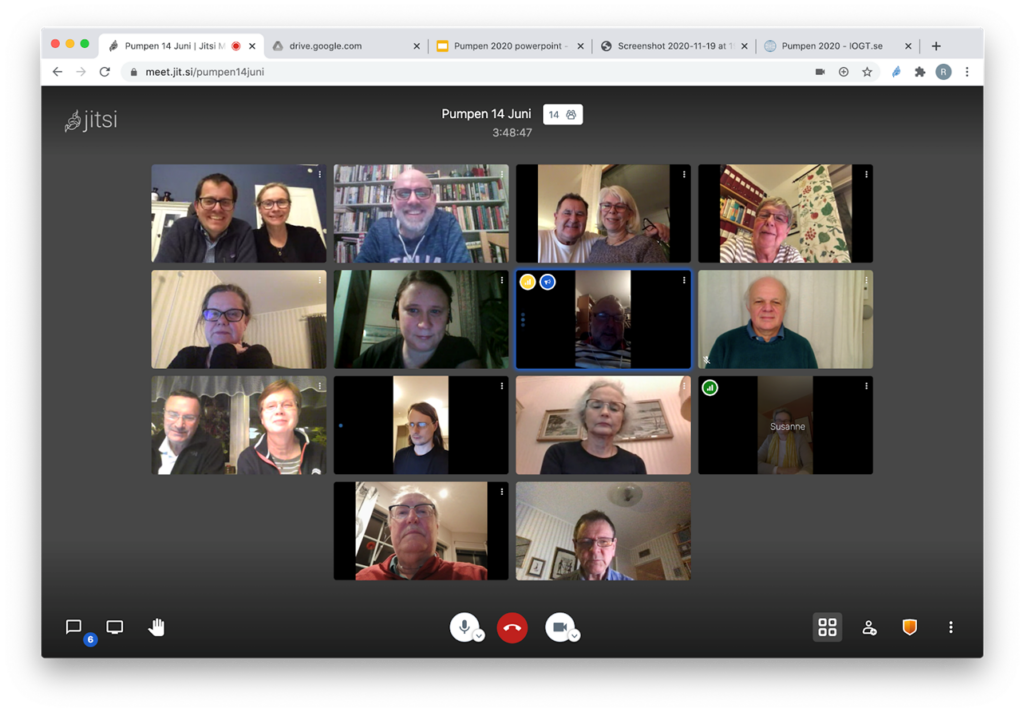 Pumpen 14 Juni | Jitsi M
drive.google.com
Pumpen 2020 powerpoint -
Screenshot 2020-11-19 at 1
Pumpen 2020 - IOGT.se
meet.jit.si/pumpen14juni
R
jitsi
Pumpen 14 Juni
14
3:48:47
Susanne
6